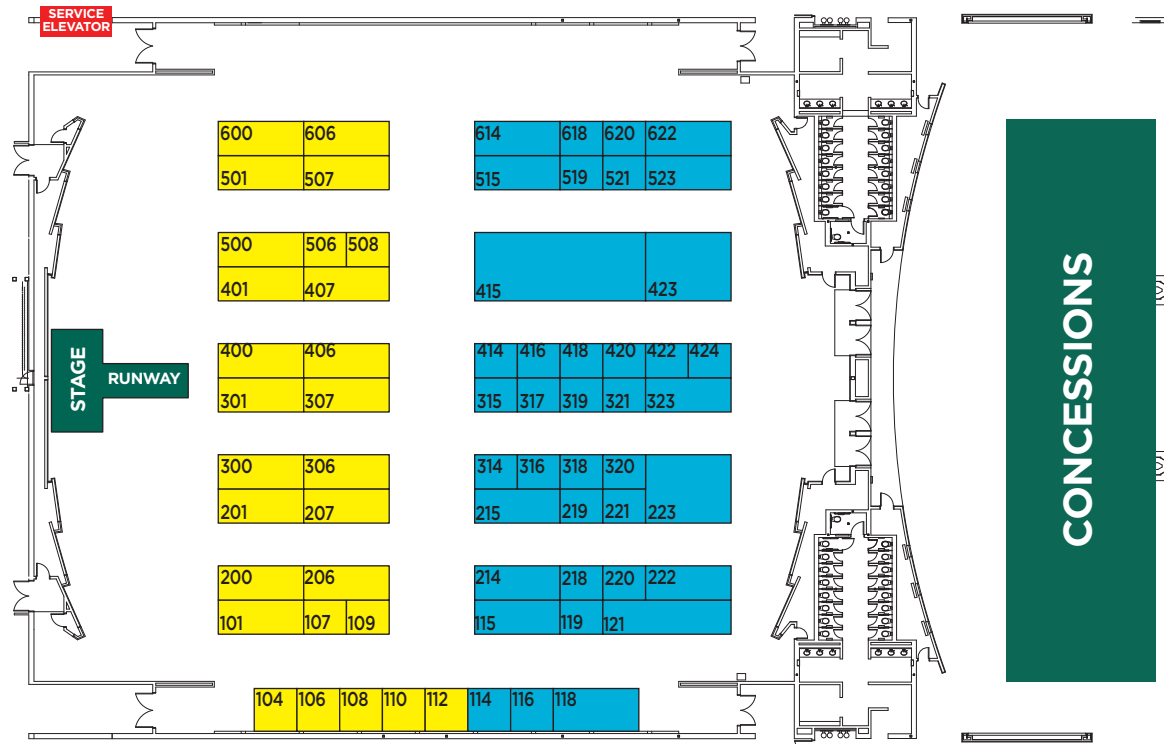 SERVICE
ELEVATOR
600 606 614 618 620 622
501 507 515 519 521 523
500 506 508
401 407 415 423
STAGE
RUNWAY
400 406 414 416 418 420 422 424
301 307 315 317 319 321 323
CONCESSIONS
300 306 314 316 318 320
201 207 215 219 221 223
200 206 214 218 220 222
101 107 109 115 119 121
104 106 108 110 112 114 116 118